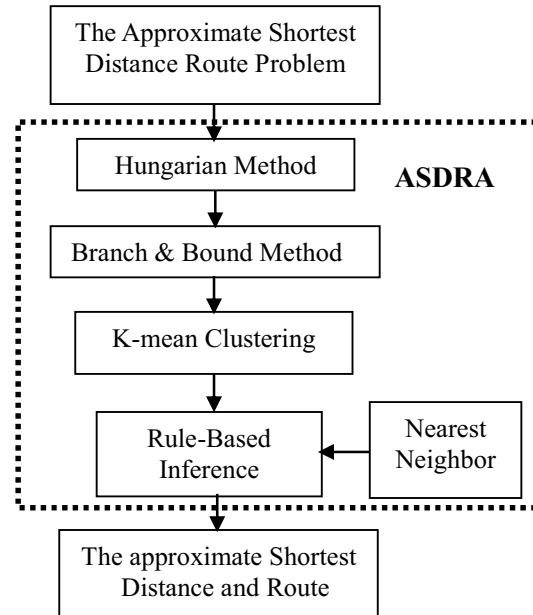 The Approximate Shortest
Distance Route Problem
Hungarian Method
ASDRA
Branch & Bound Method
K-mean Clustering
Rule-Based
Inference
Nearest
Neighbor
The approximate Shortest
Distance and Route